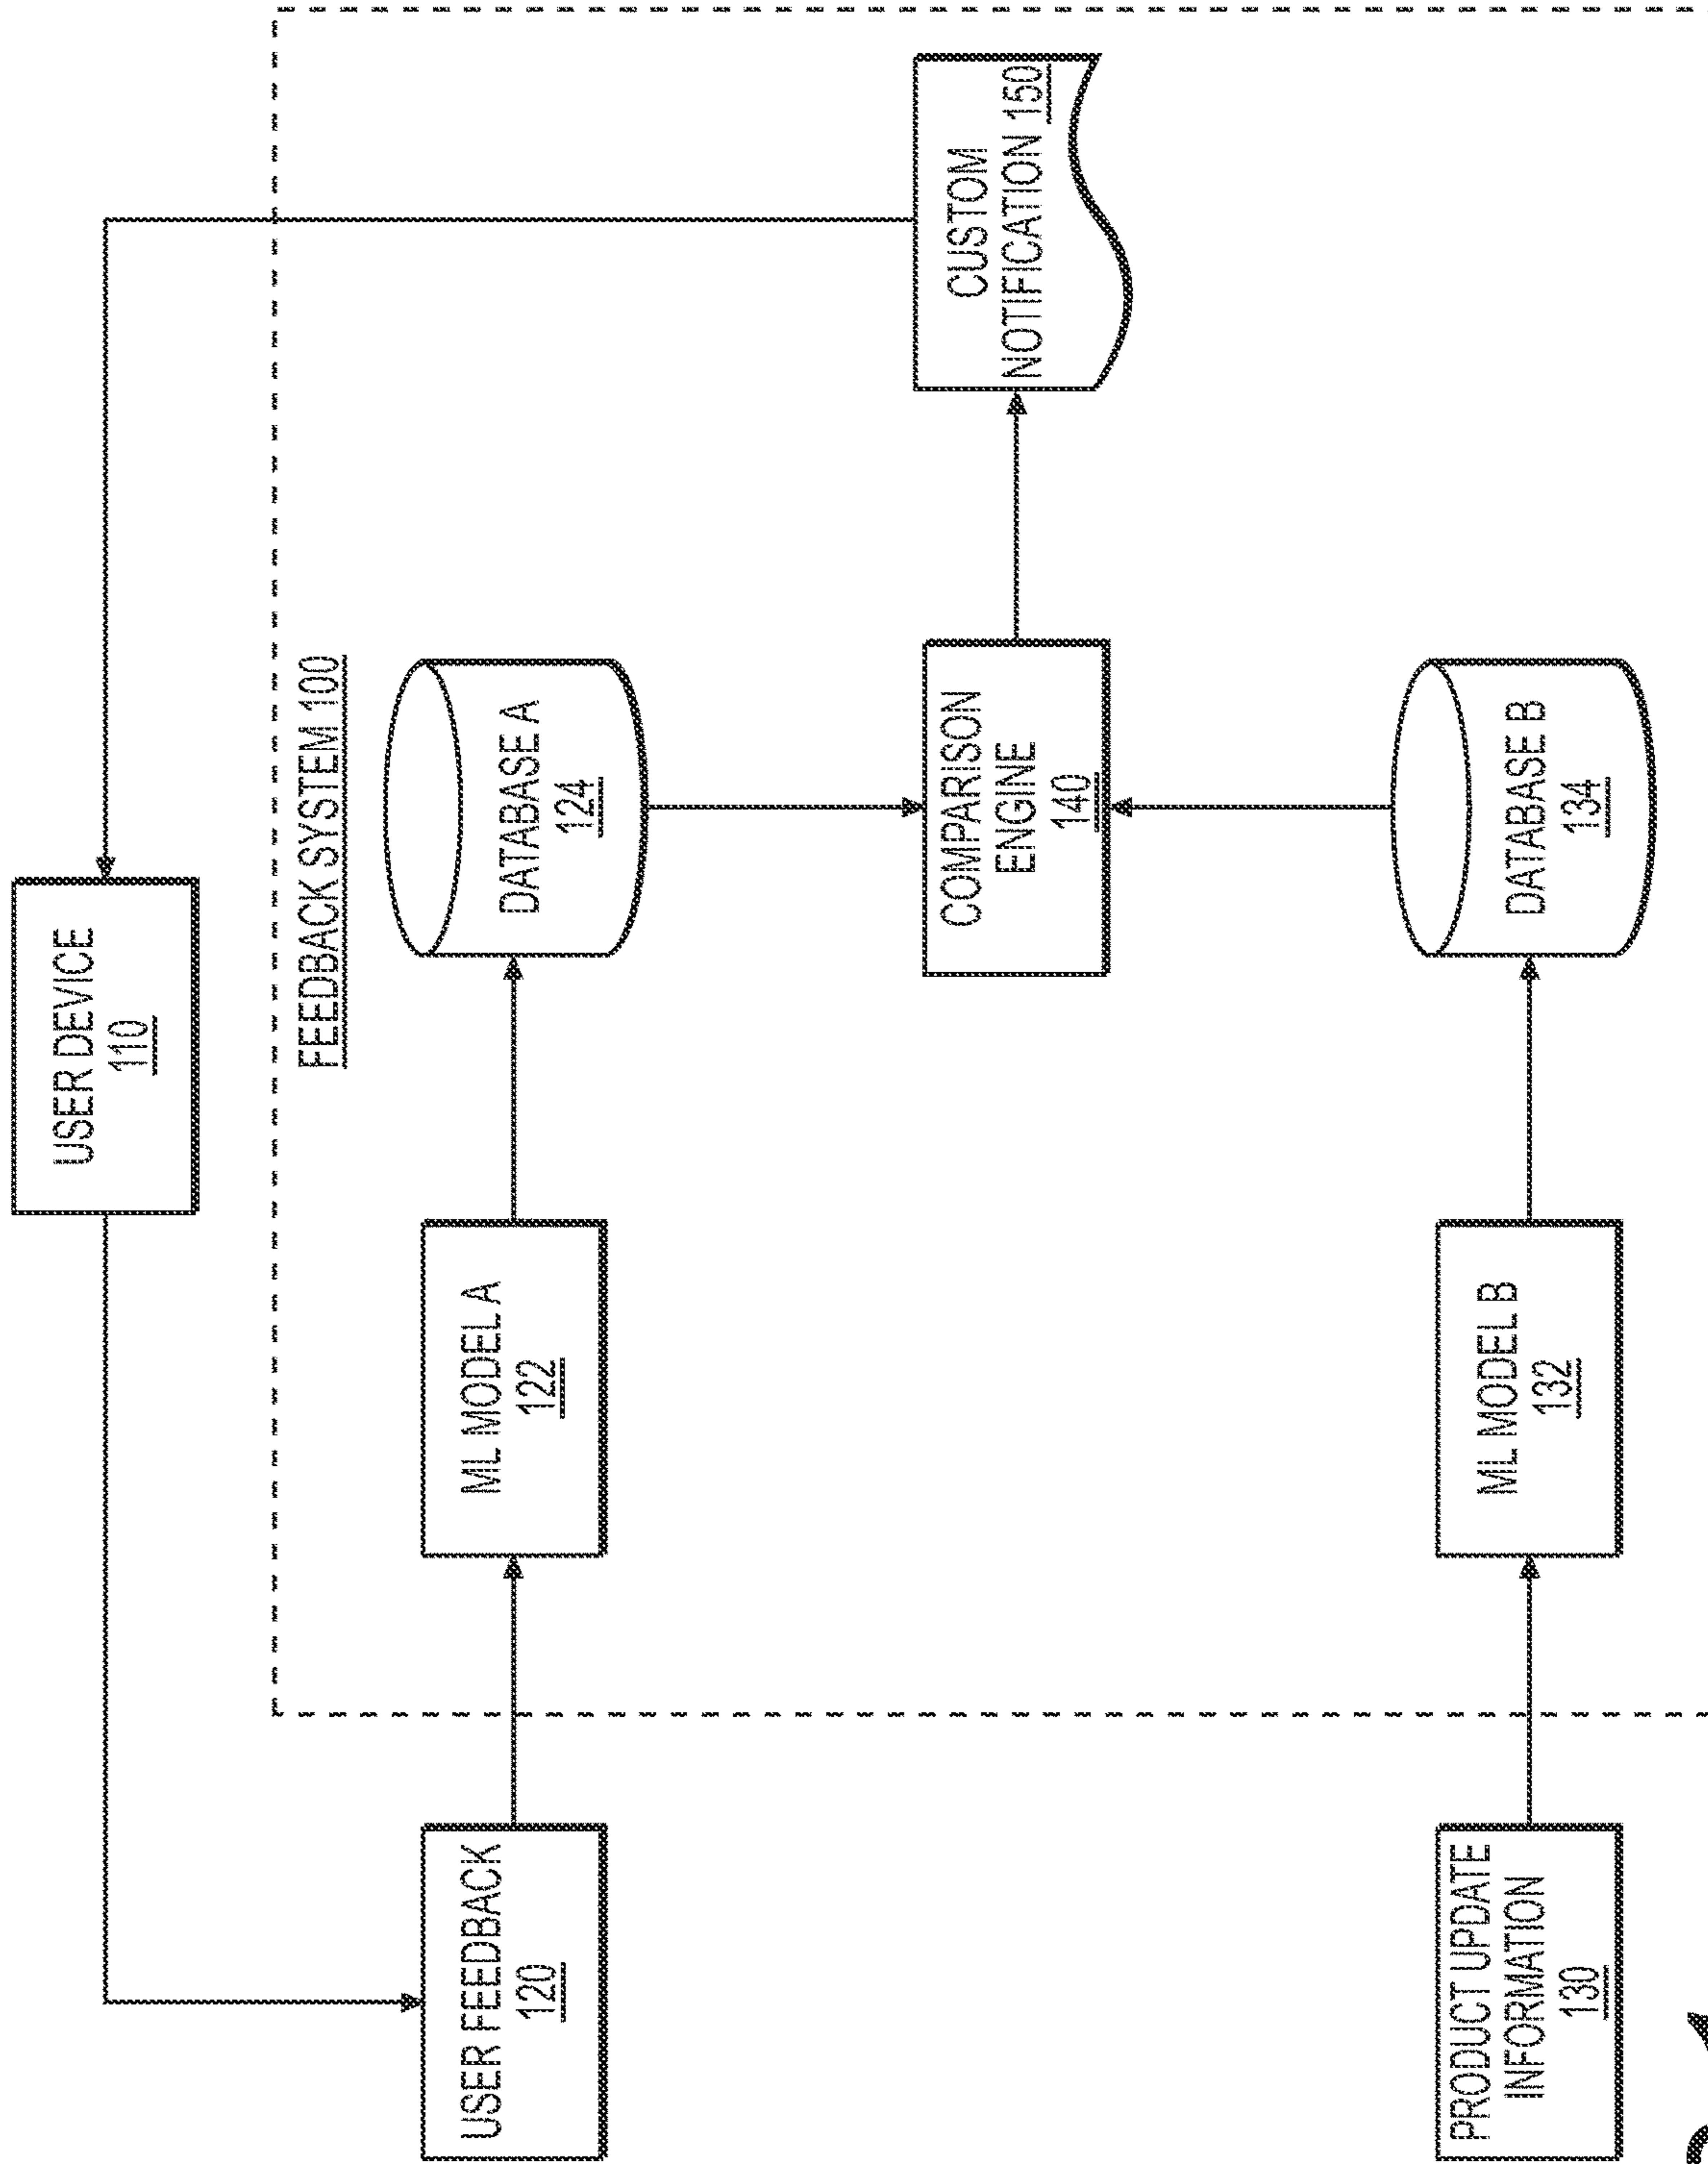 USER DEVICE
110
FEEDBACK SYSTEM 100
USER FEEDBACK
120
ML MODEL A
122
DATABASE A
124
COMPARISON
ENGINE
140
CUSTOM
NOTIFICATION 150
PRODUCT UPDATE
INFORMATION
130
ML MODEL B
132
DATABASE B
134